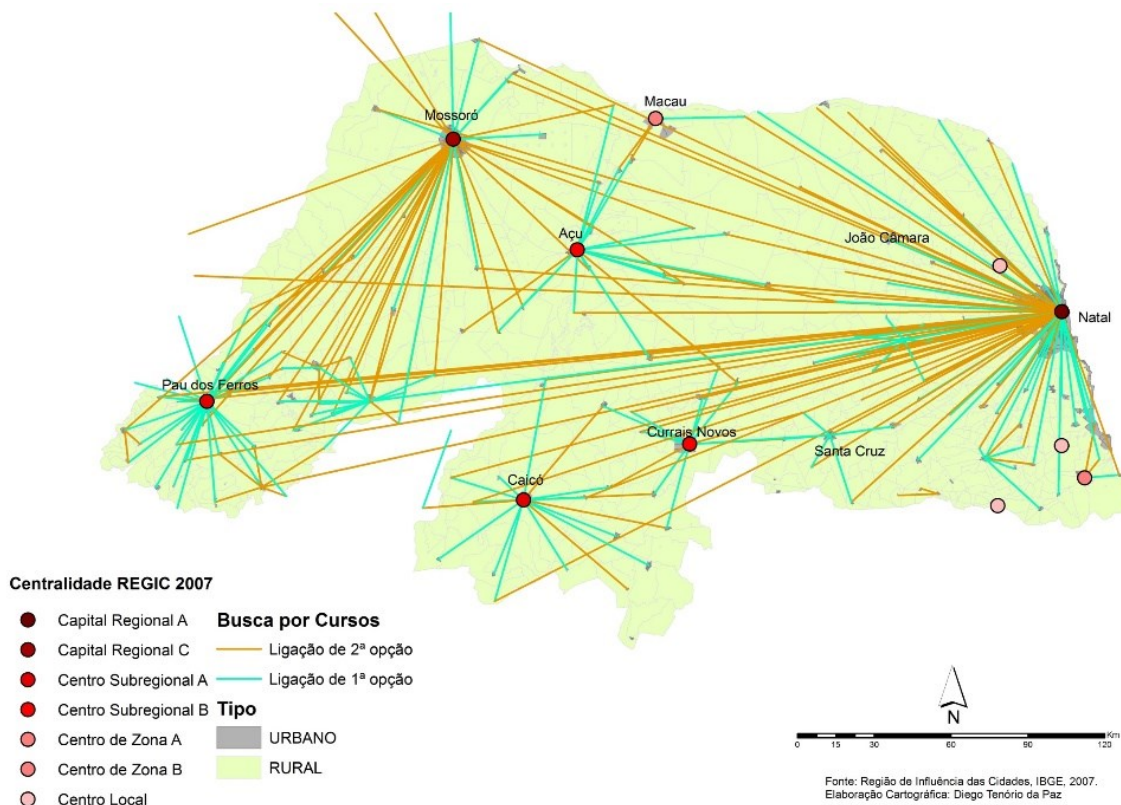 Mossoró
Macau
Açu
João Câmara
Natal
Pau dos Ferros
Currais Novos
Santa Cruz
Caicó
Centralidade REGIC 2007
Capital Regional A
Capital Regional C
Centro Subregional A
Centro Subregional B
Centro de Zona A
Centro de Zona B
Centro Local
Busca por Cursos
Ligação de 2ª opção
Ligação de 1ª opção
Tipo
URBANO
RURAL
N
Km
0 15 30 60 90 120
Fonte: Região de Influência das Cidades, IBGE, 2007.
Elaboração Cartográfica: Diego Tenório da Paz